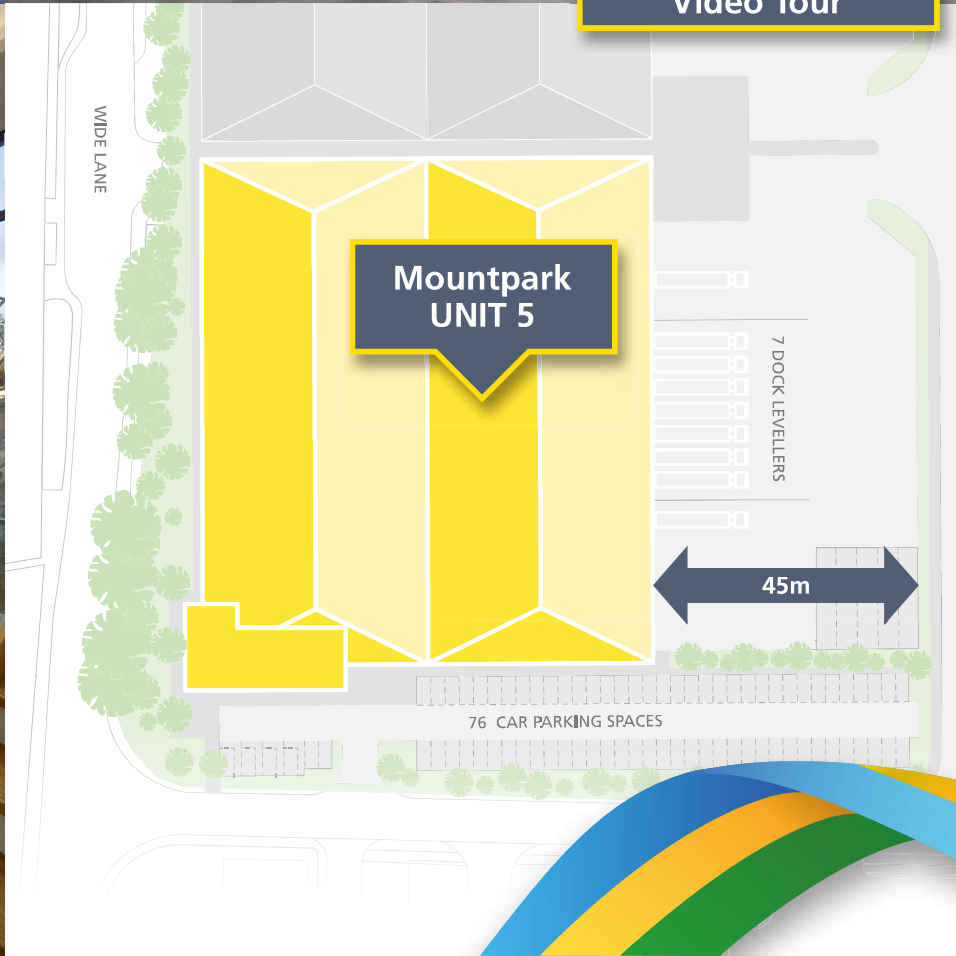 Video Tour
WIDE LANE
Mountpark
UNIT 5
7 DOCK LEVELLERS
45m
76 CAR PARKING SPACES